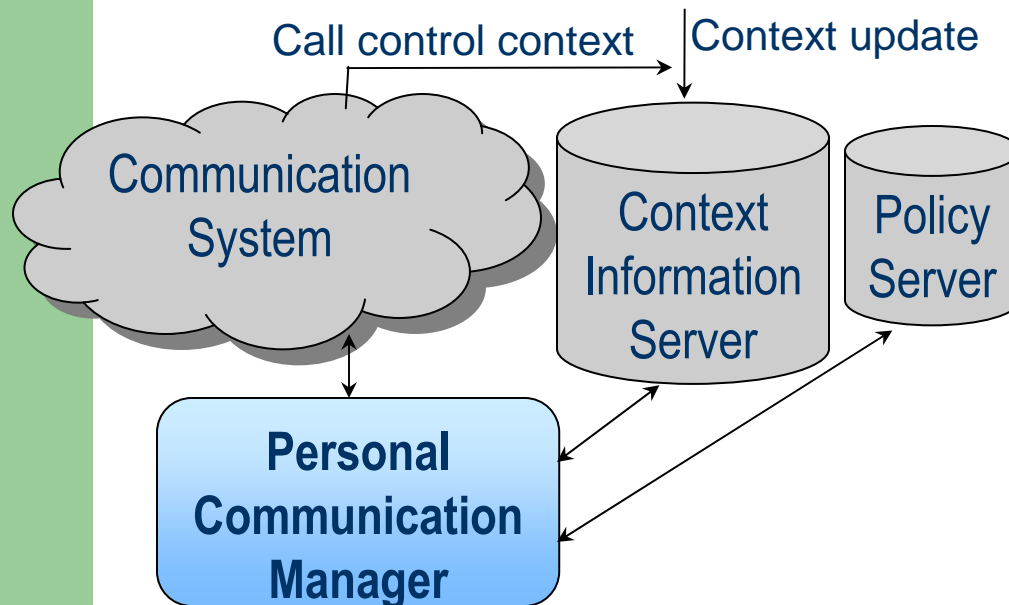 Call control context
Context update
Communication
System
Context
Information
Server
Policy
Server
Personal
Communication
Manager